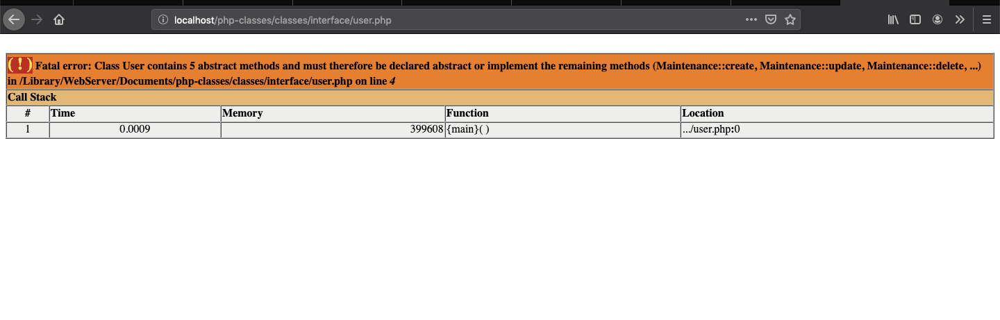 localhost/php-classes/classes/interface/user.php
(!) Fatal error: Class User contains 5 abstract methods and must therefore be declared abstract or implement the remaining methods (Maintenance::create, Maintenance::update, Maintenance::delete, ...)
in /Library/WebServer/Documents/php-classes/classes/interface/user.php on line 4
Call Stack
# Time Memory Function Location
1 0.0009 399608 {main}( ) .../user.php:0